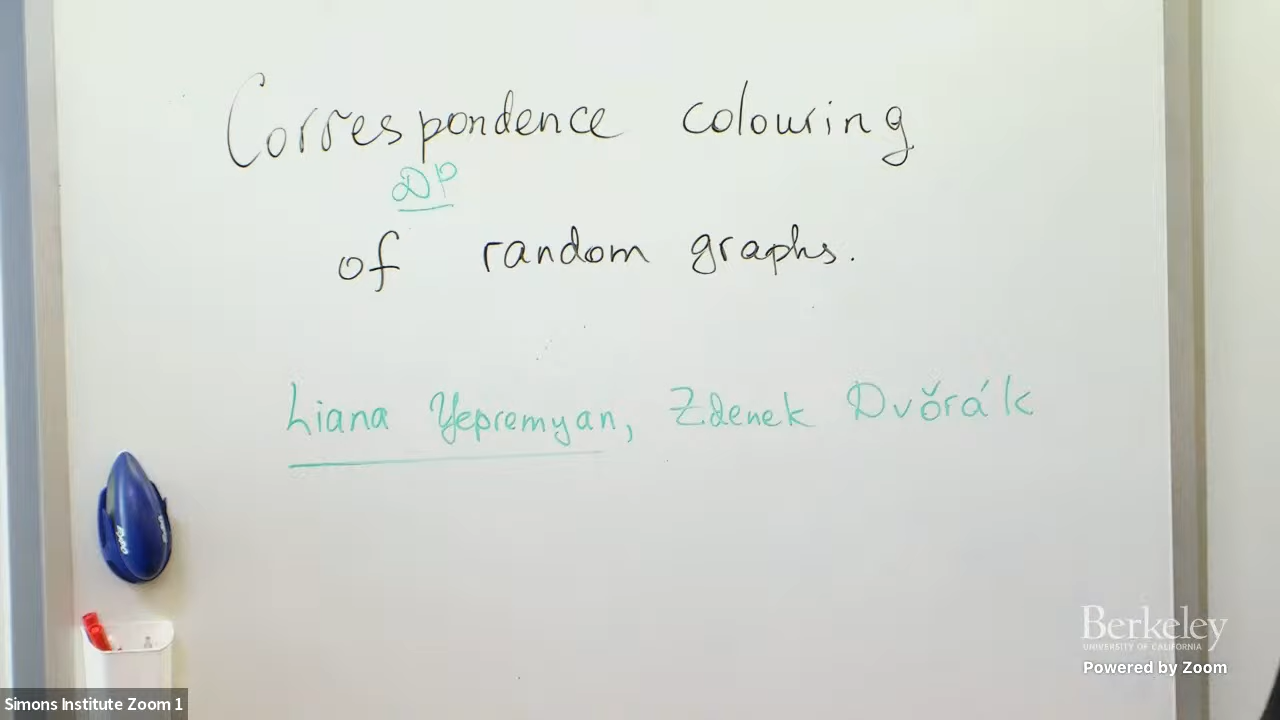 Correspondence colouring
DP
of random graphs.
Liana Yepremyan, Zdenek Dvořák
EXPO
Berkeley
UNIVERSITY OF CALIFORNIA
Powered by Zoom
Simons Institute Zoom 1